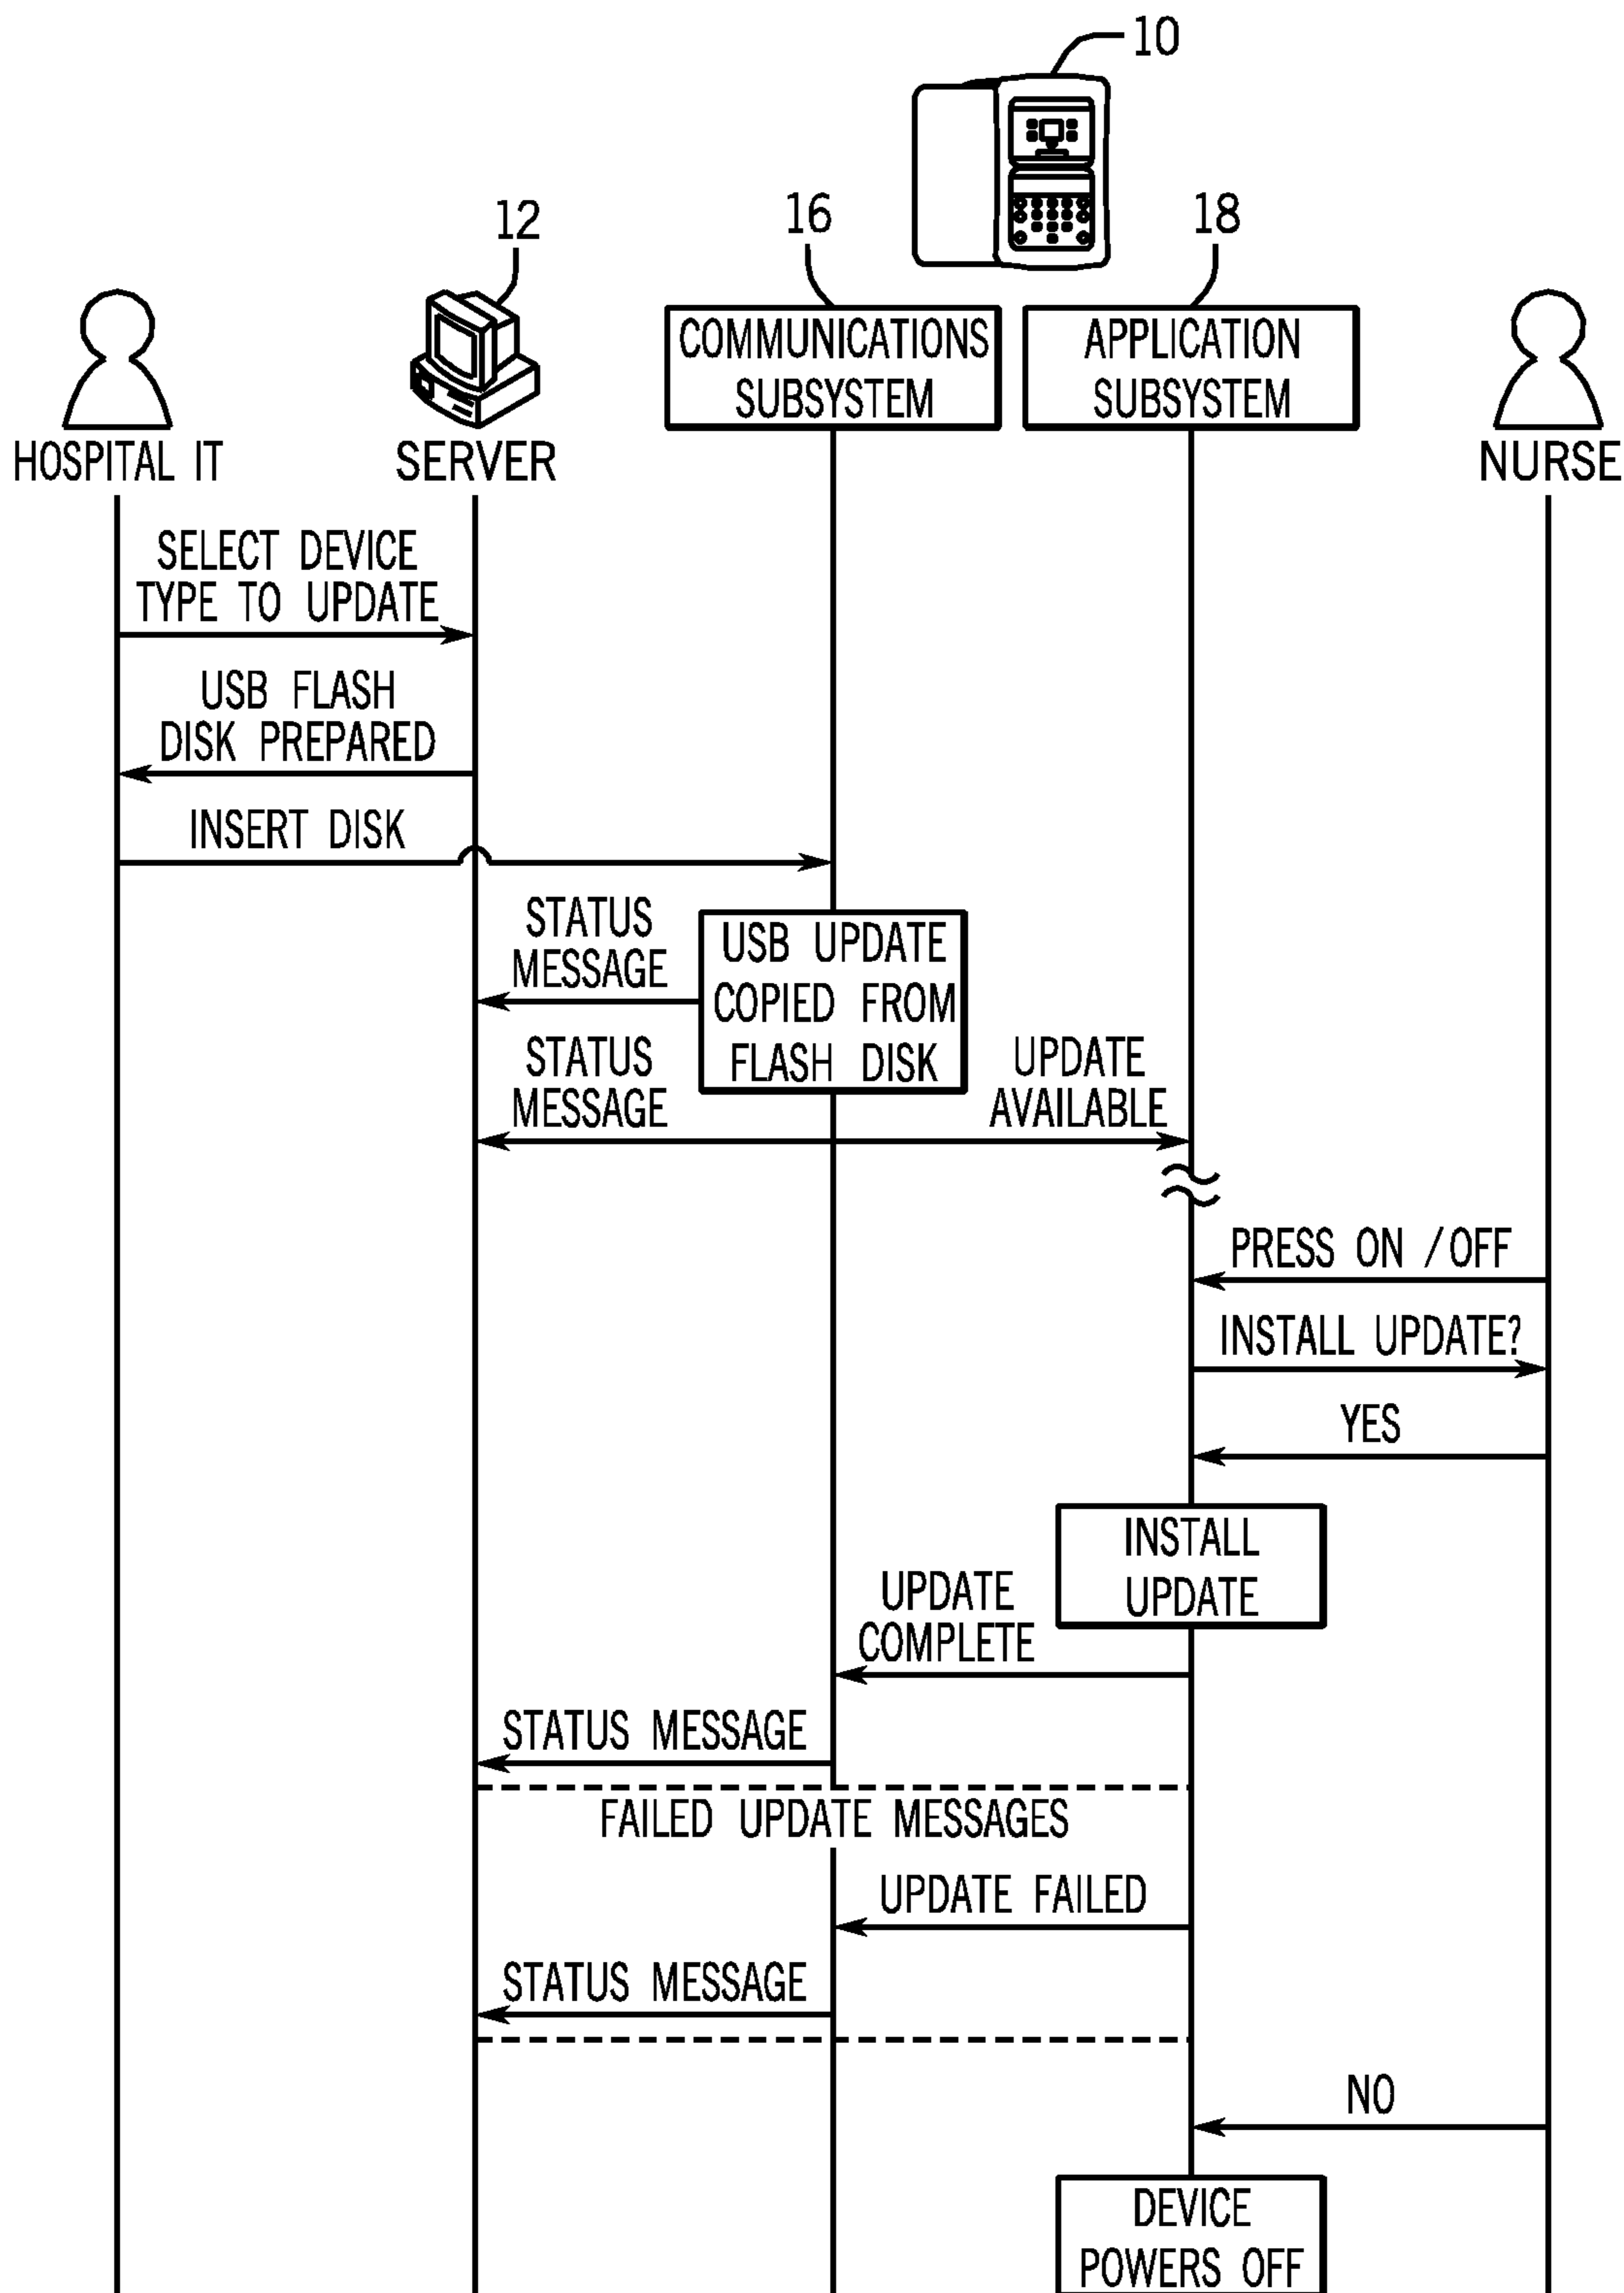 10
12
16
18
COMMUNICATIONS
SUBSYSTEM
APPLICATION
SUBSYSTEM
HOSPITAL IT
SERVER
NURSE
SELECT DEVICE
TYPE TO UPDATE
USB FLASH
DISK PREPARED
INSERT DISK
STATUS
MESSAGE
USB UPDATE
COPIED FROM
FLASH DISK
STATUS
MESSAGE
UPDATE
AVAILABLE
PRESS ON /OFF
INSTALL UPDATE?
YES
INSTALL
UPDATE
UPDATE
COMPLETE
STATUS MESSAGE
FAILED UPDATE MESSAGES
UPDATE FAILED
STATUS MESSAGE
NO
DEVICE
POWERS OFF